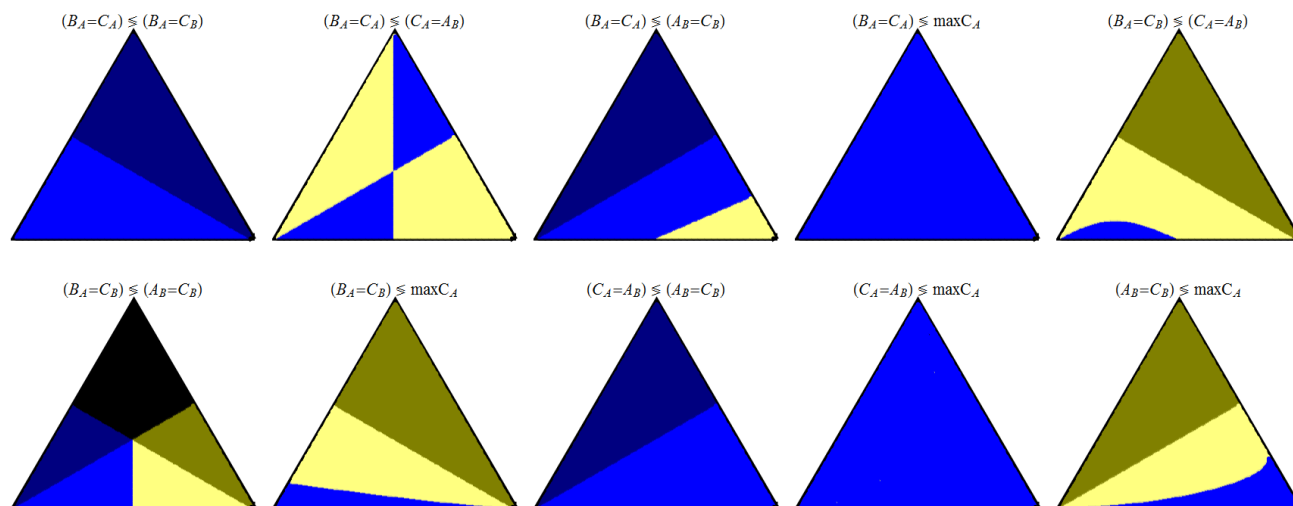 (B_A=C_A) ≶ (B_A=C_B)
(B_A=C_A) ≶ (C_A=A_B)
(B_A=C_A) ≶ (A_B=C_B)
(B_A=C_A) ≶ maxC_A
(B_A=C_B) ≶ (C_A=A_B)
(B_A=C_B) ≶ (A_B=C_B)
(B_A=C_B) ≶ maxC_A
(C_A=A_B) ≶ (A_B=C_B)
(C_A=A_B) ≶ maxC_A
(A_B=C_B) ≶ maxC_A